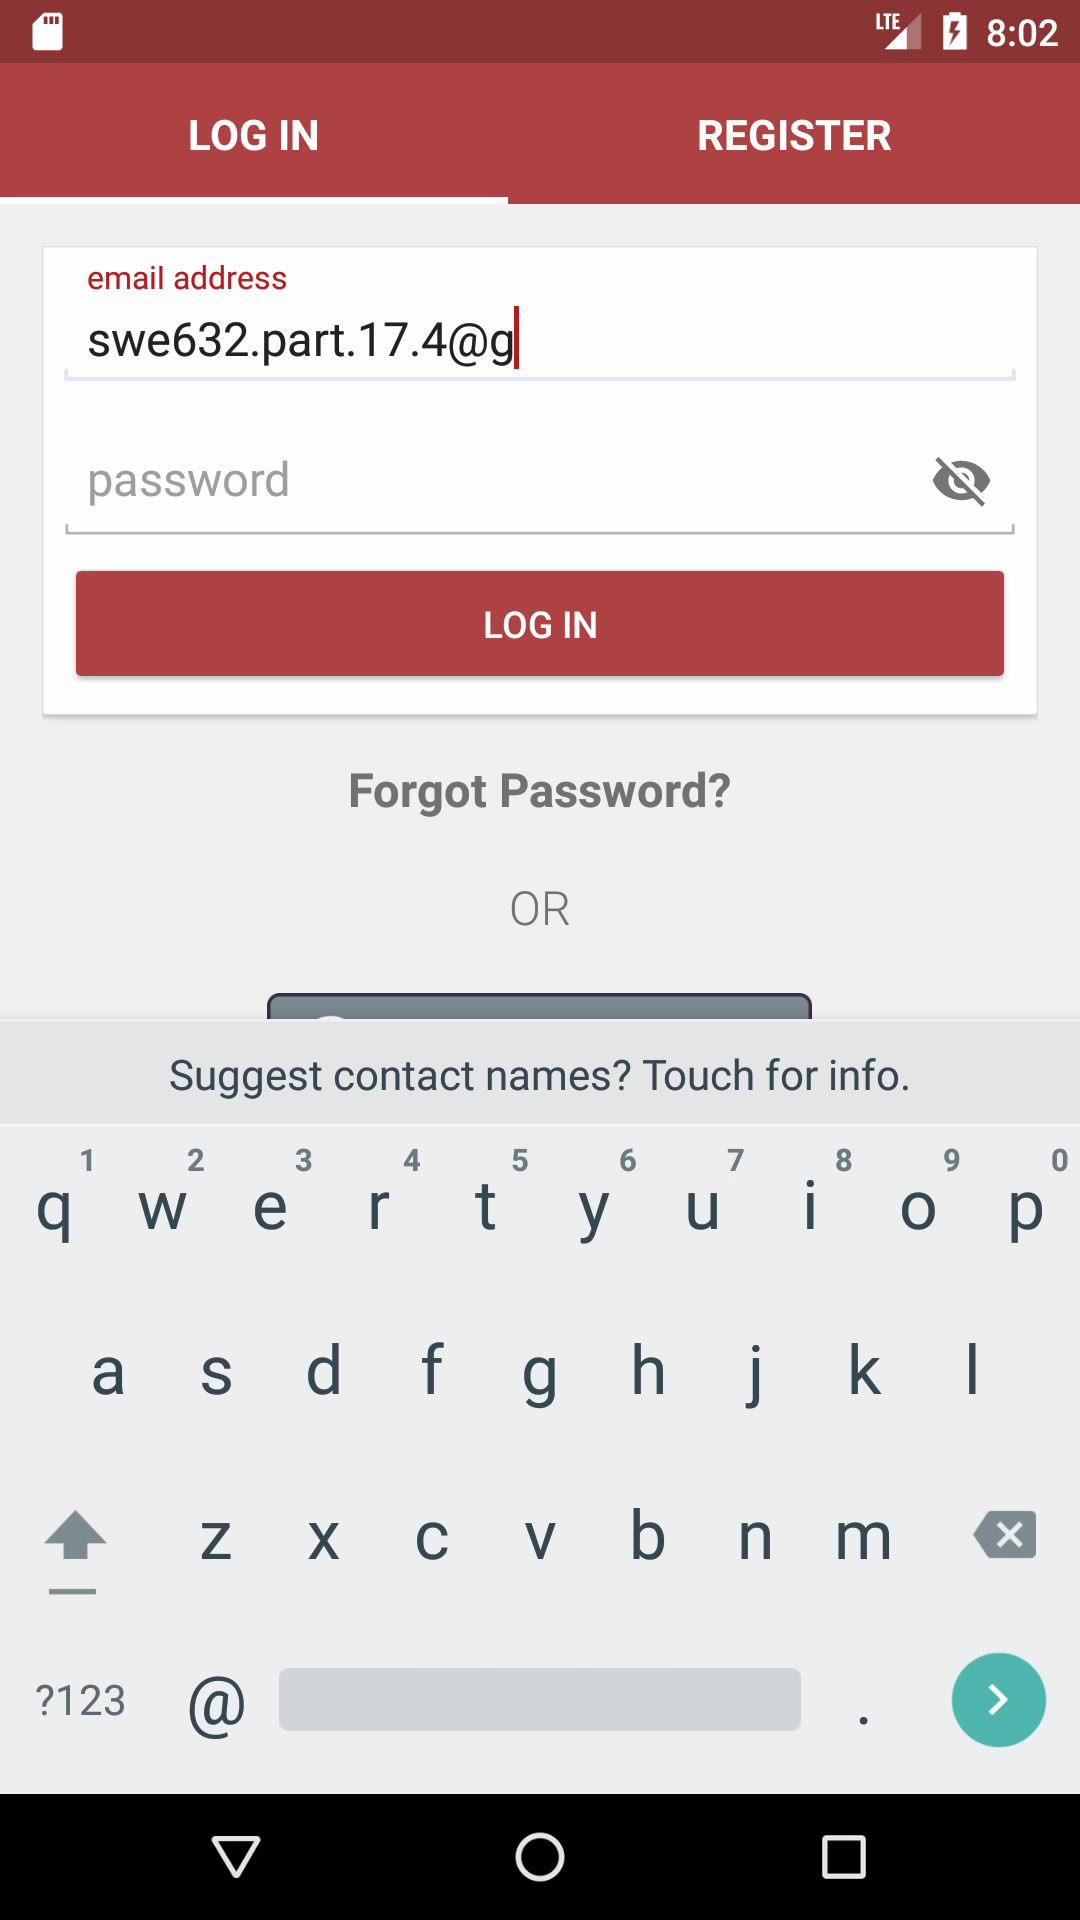 LTE 8:02
LOG IN REGISTER
email address
swe632.part.17.4@g
password
LOG IN
Forgot Password?
OR
Suggest contact names? Touch for info.
1 2 3 4 5 6 7 8 9 0
q w e r t y u i o p
a s d f g h j k l
z x c v b n m
?123 @ .